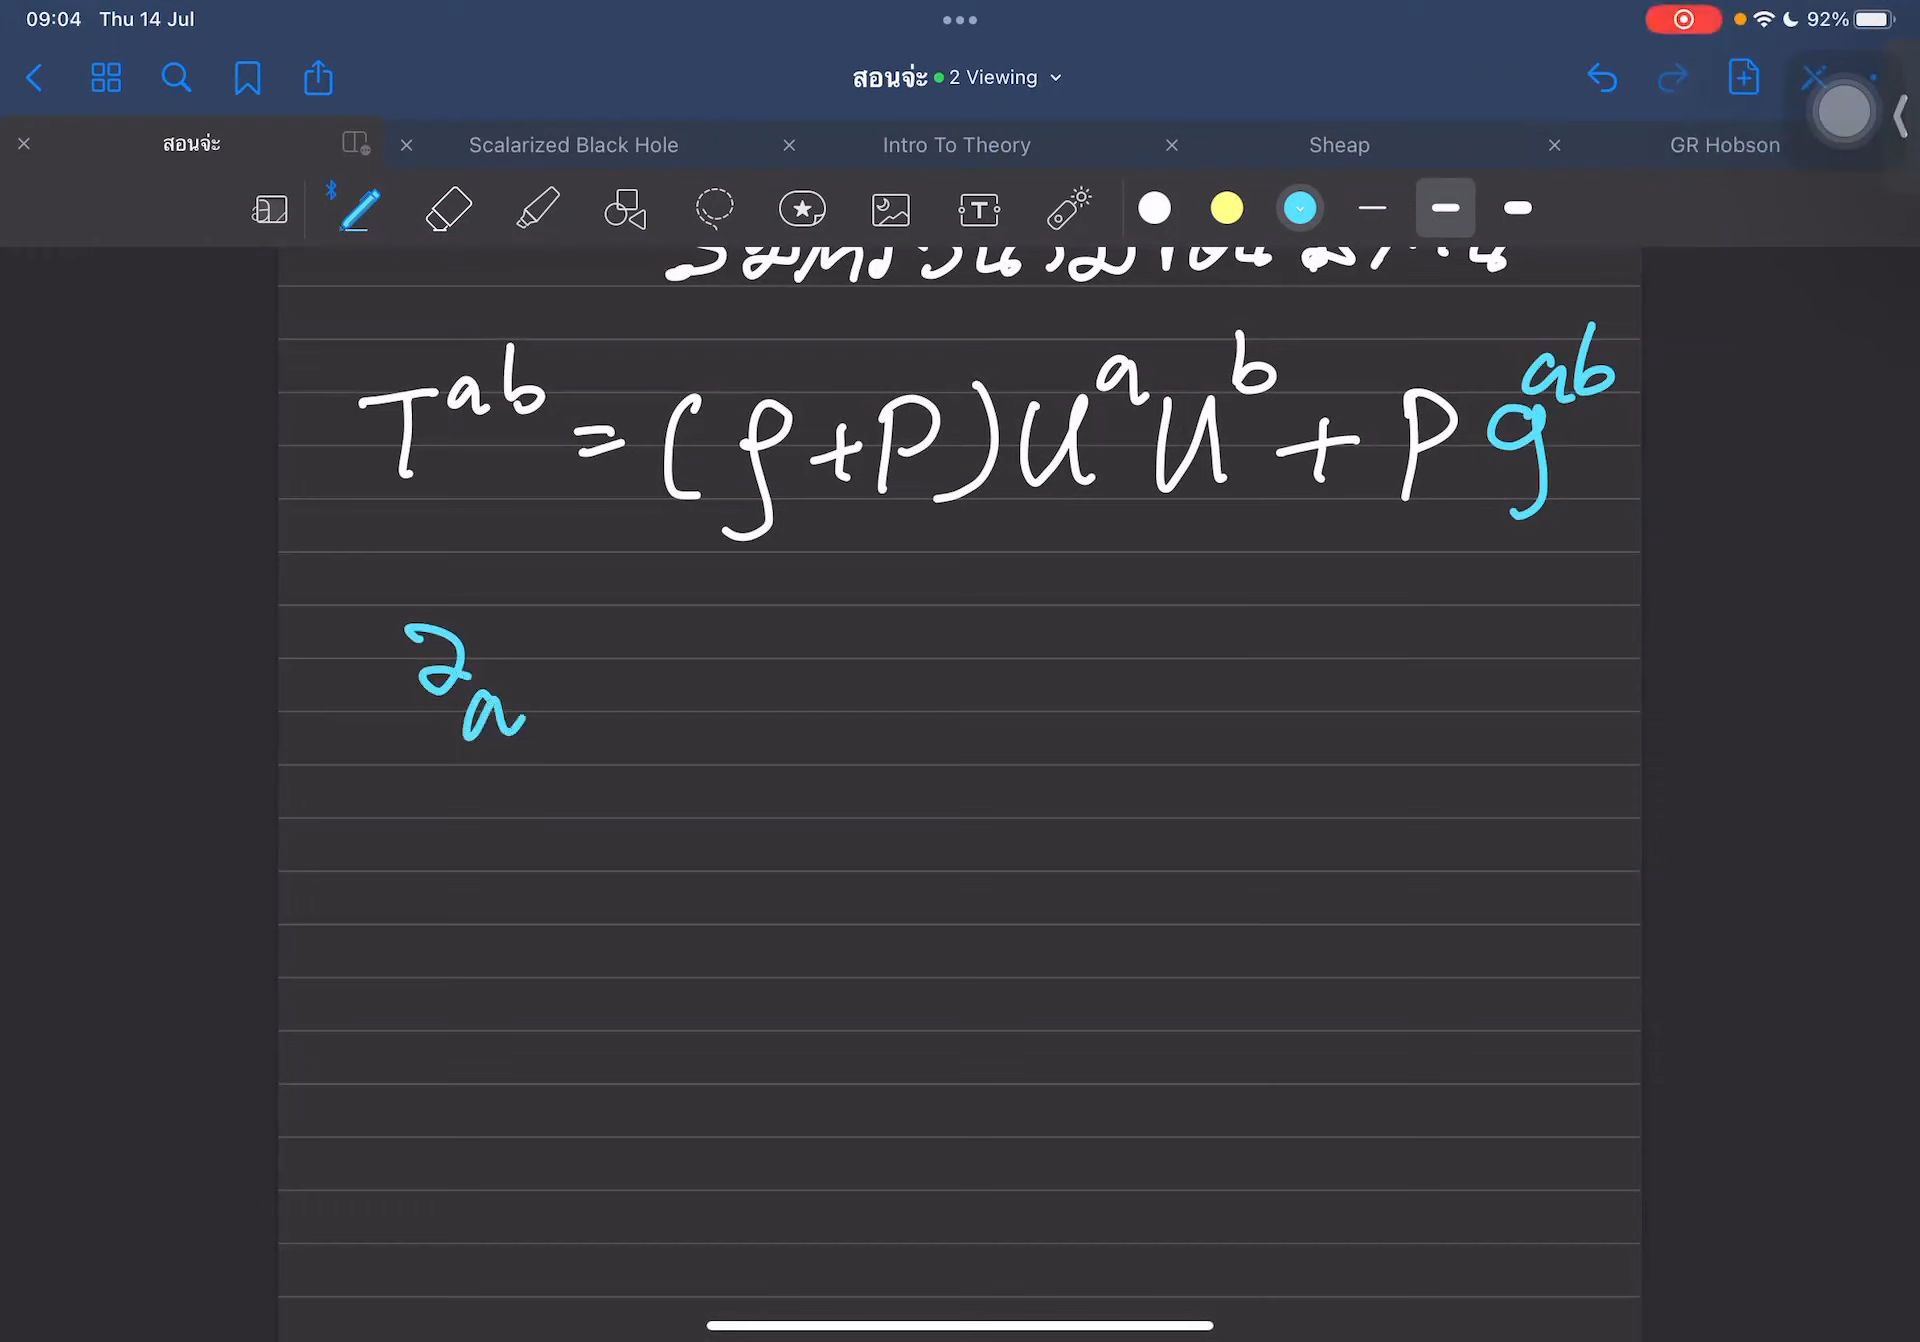 09:04 Thu 14 Jul 92%
สอนจ่ะ 2 Viewing
สอนจ่ะ Scalarized Black Hole Intro To Theory Sheap GR Hobson
T^{ab} = (ρ+P)U^a U^b + P g^{ab}
∂_a